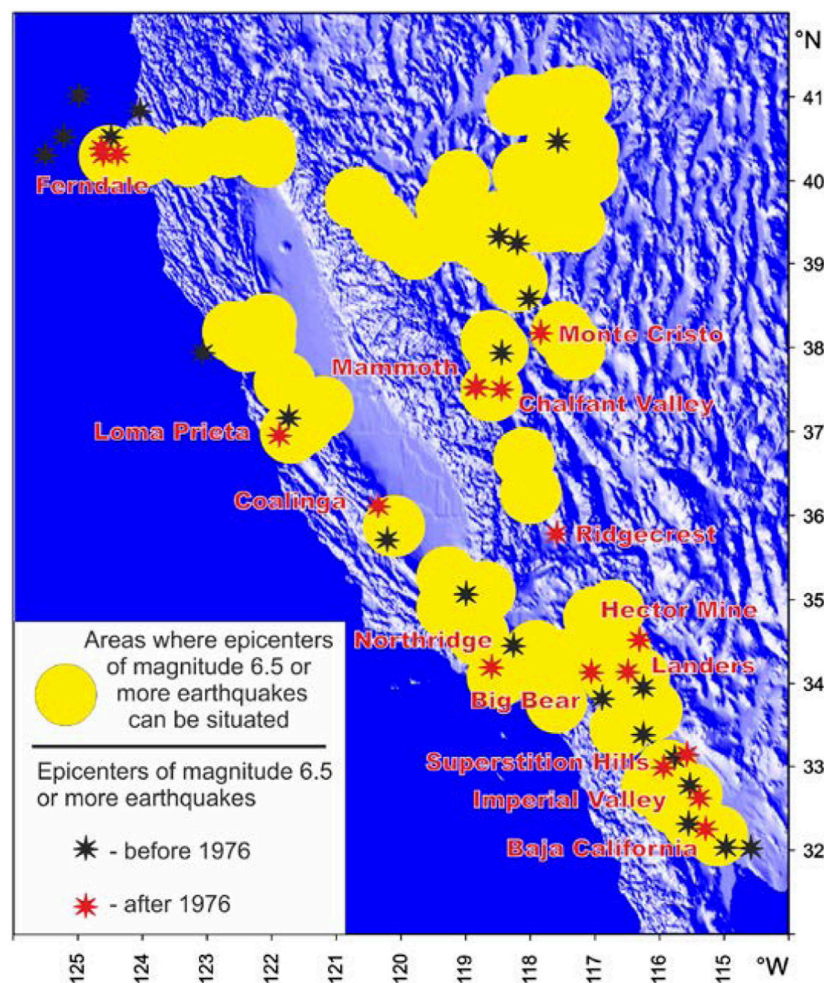 °N
41
40
Ferndale
39
38
Monte Cristo
Mammoth
Chalfant Valley
37
Loma Prieta
Coalinga
36
Ridgecrest
35
Hector Mine
Northridge
Landers
34
Big Bear
Superstition Hills
33
Imperial Valley
Baja California
32
Areas where epicenters
of magnitude 6.5 or
more earthquakes
can be situated
Epicenters of magnitude 6.5
or more earthquakes
- before 1976
- after 1976
125
124
123
122
121
120
119
118
117
116
115
°W